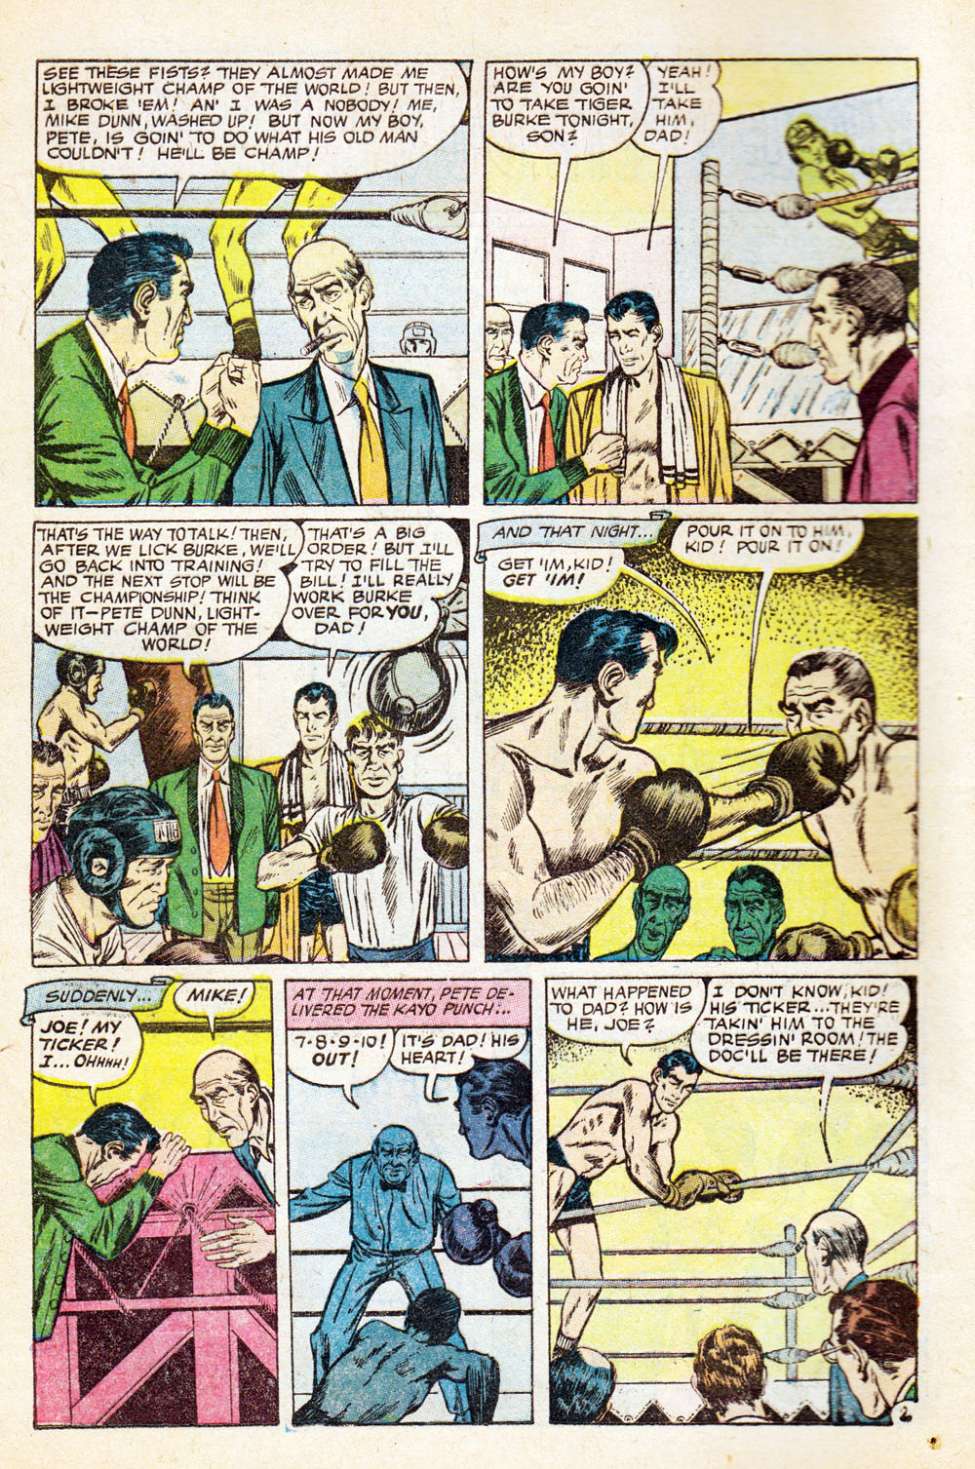 SEE THESE FISTS? THEY ALMOST MADE ME
LIGHTWEIGHT CHAMP OF THE WORLD! BUT THEN,
I BROKE 'EM! AN' I WAS A NOBODY! ME,
MIKE DUNN, WASHED UP! BUT NOW MY BOY,
PETE, IS GOIN' TO DO WHAT HIS OLD MAN
COULDN'T! HE'LL BE CHAMP!
HOW'S MY BOY?
ARE YOU GOIN'
TO TAKE TIGER
BURKE TONIGHT,
SON?
YEAH!
I'LL
TAKE
HIM,
DAD!
THAT'S THE WAY TO TALK! THEN,
AFTER WE LICK BURKE, WE'LL
GO BACK INTO TRAINING!
AND THE NEXT STOP WILL BE
THE CHAMPIONSHIP! THINK
OF IT-PETE DUNN, LIGHT-
WEIGHT CHAMP OF THE
WORLD!
THAT'S A BIG
ORDER! BUT I'LL
TRY TO FILL THE
BILL! I'LL REALLY
WORK BURKE
OVER FOR YOU,
DAD!
AND THAT NIGHT...
GET 'IM, KID!
GET 'IM!
POUR IT ON TO HIM,
KID! POUR IT ON!
SUDDENLY...
JOE! MY
TICKER!
I... OHHHH!
MIKE!
AT THAT MOMENT, PETE DE-
LIVERED THE KAYO PUNCH...
7-8-9-10!
OUT!
IT'S DAD! HIS
HEART!
WHAT HAPPENED
TO DAD? HOW IS
HE, JOE?
I DON'T KNOW, KID!
HIS TICKER... THEY'RE
TAKIN' HIM TO THE
DRESSIN' ROOM! THE
DOC'LL BE THERE!
2